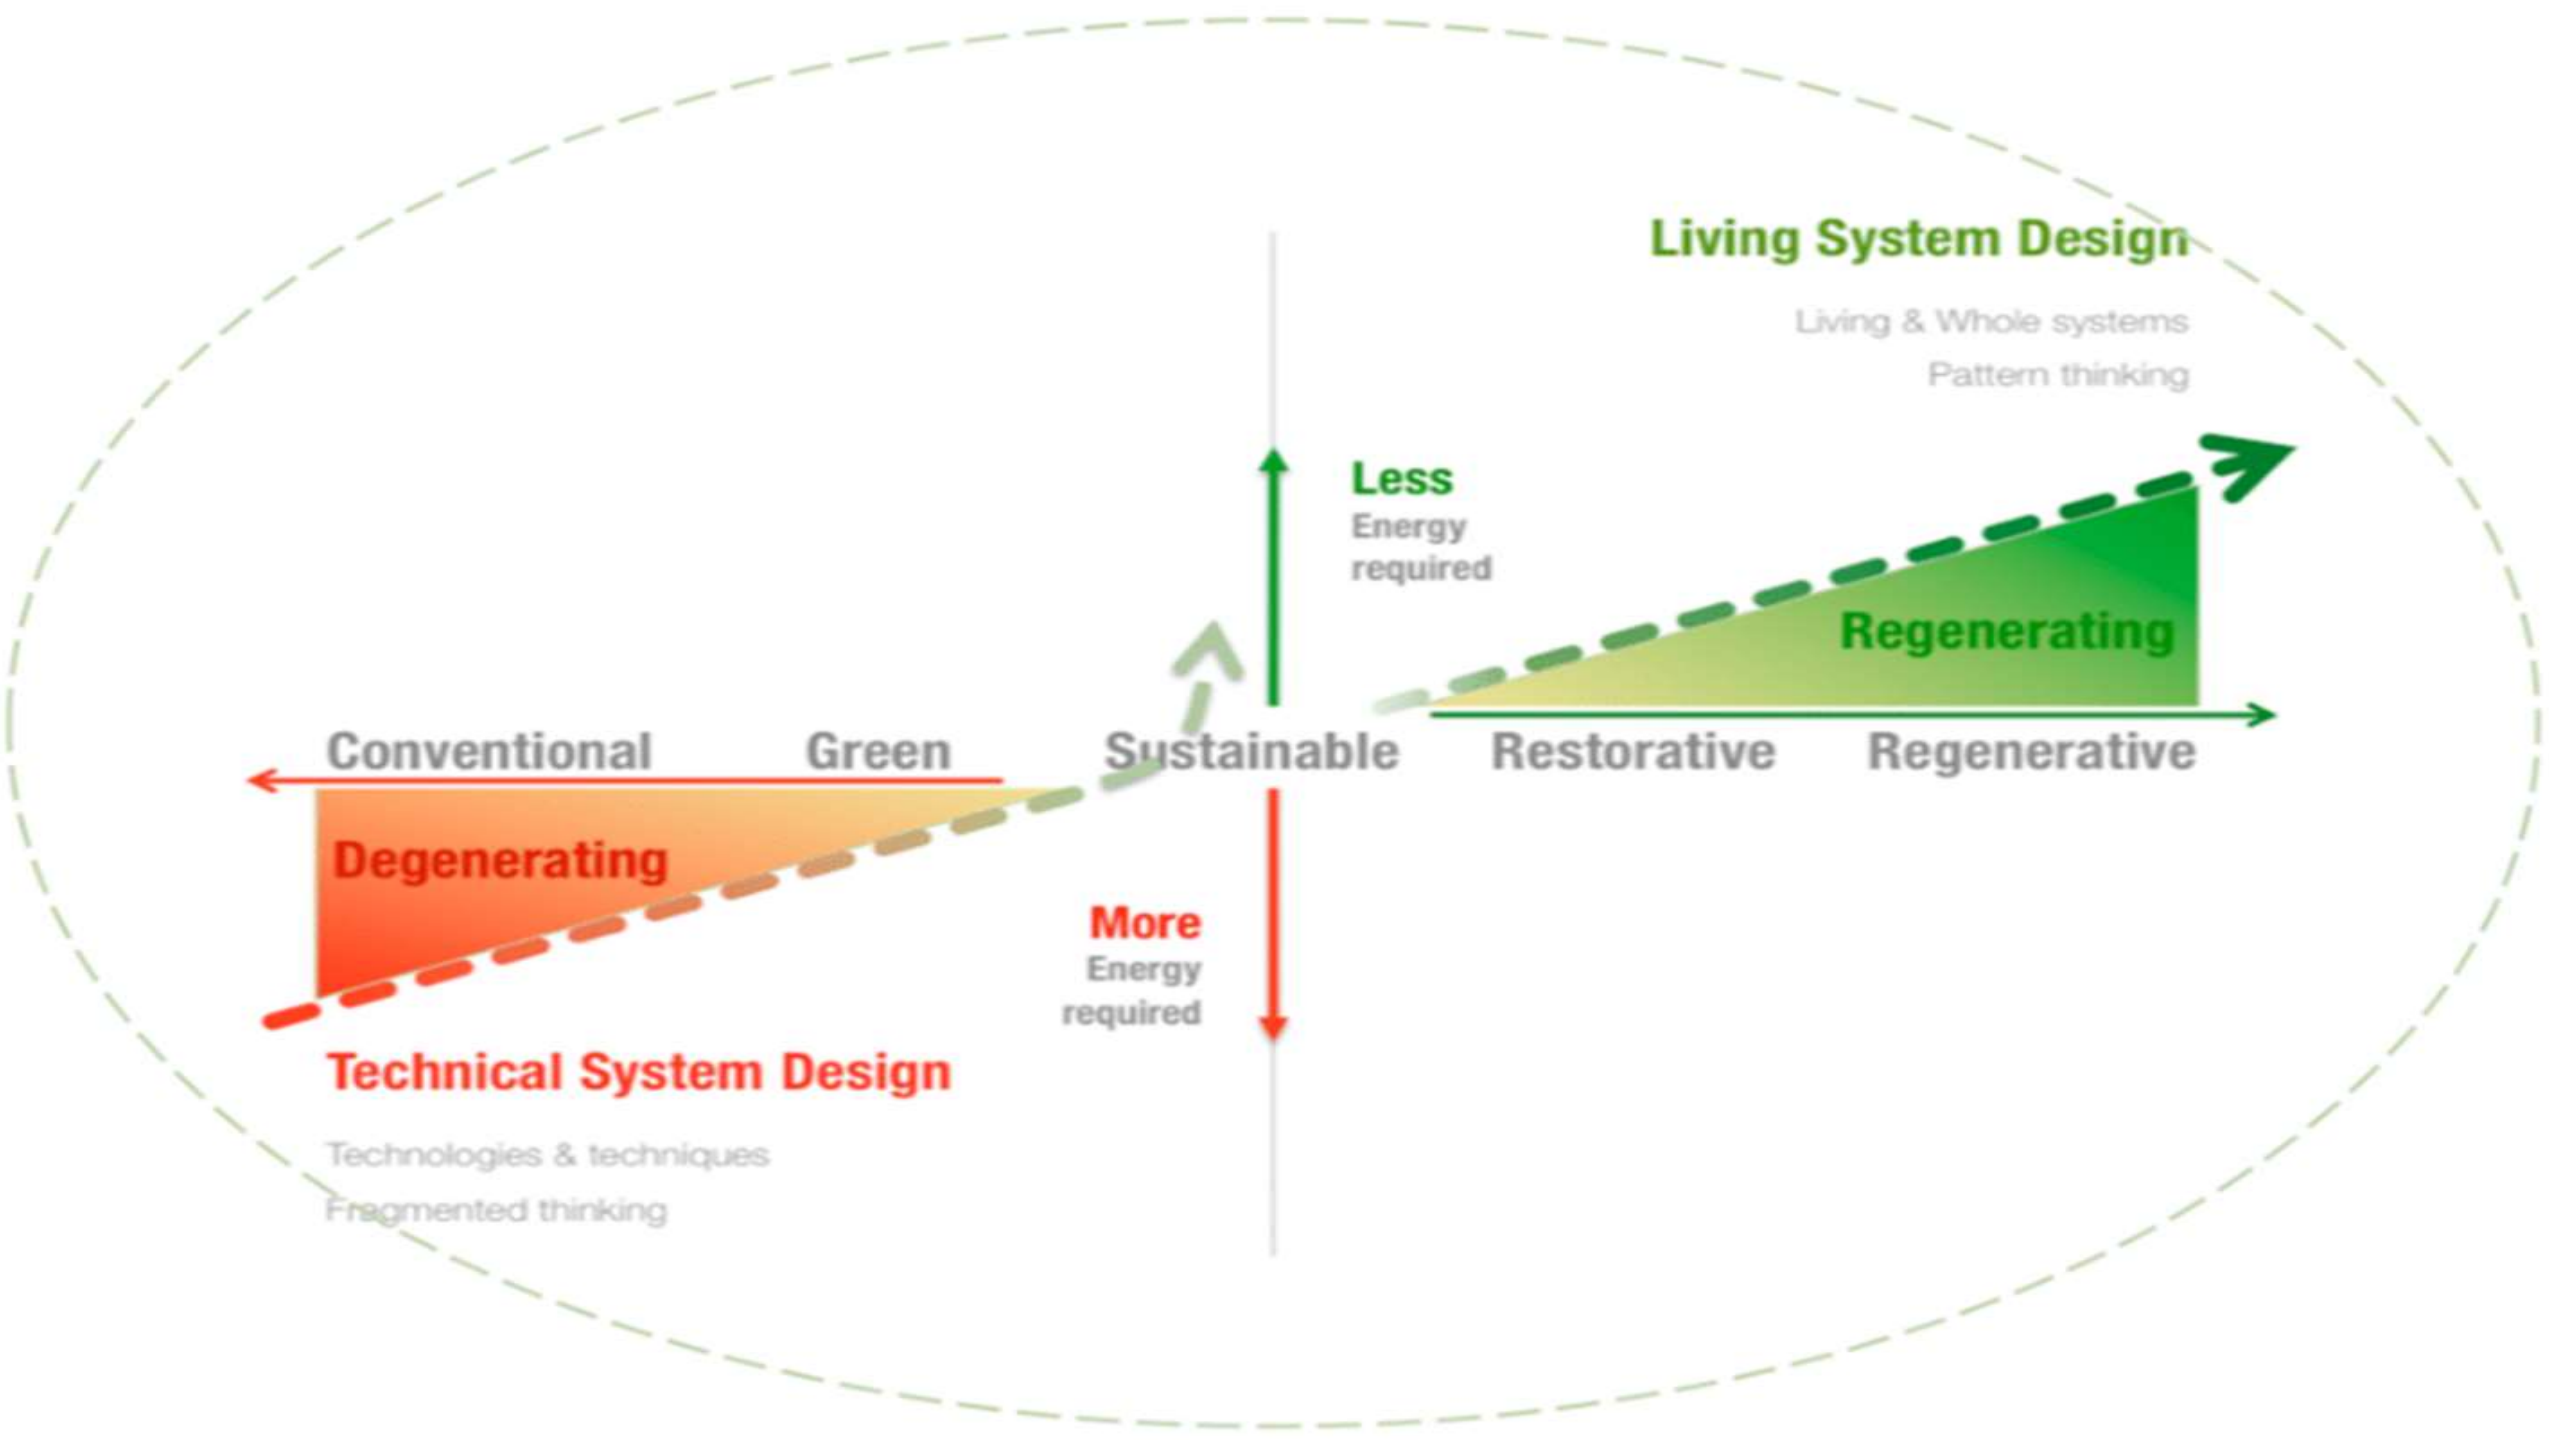 Living System Design
Living & Whole systems
Pattern thinking
Less
Energy
required
Regenerating
Conventional Green Sustainable Restorative Regenerative
Degenerating
More
Energy
required
Technical System Design
Technologies & techniques
Fragmented thinking